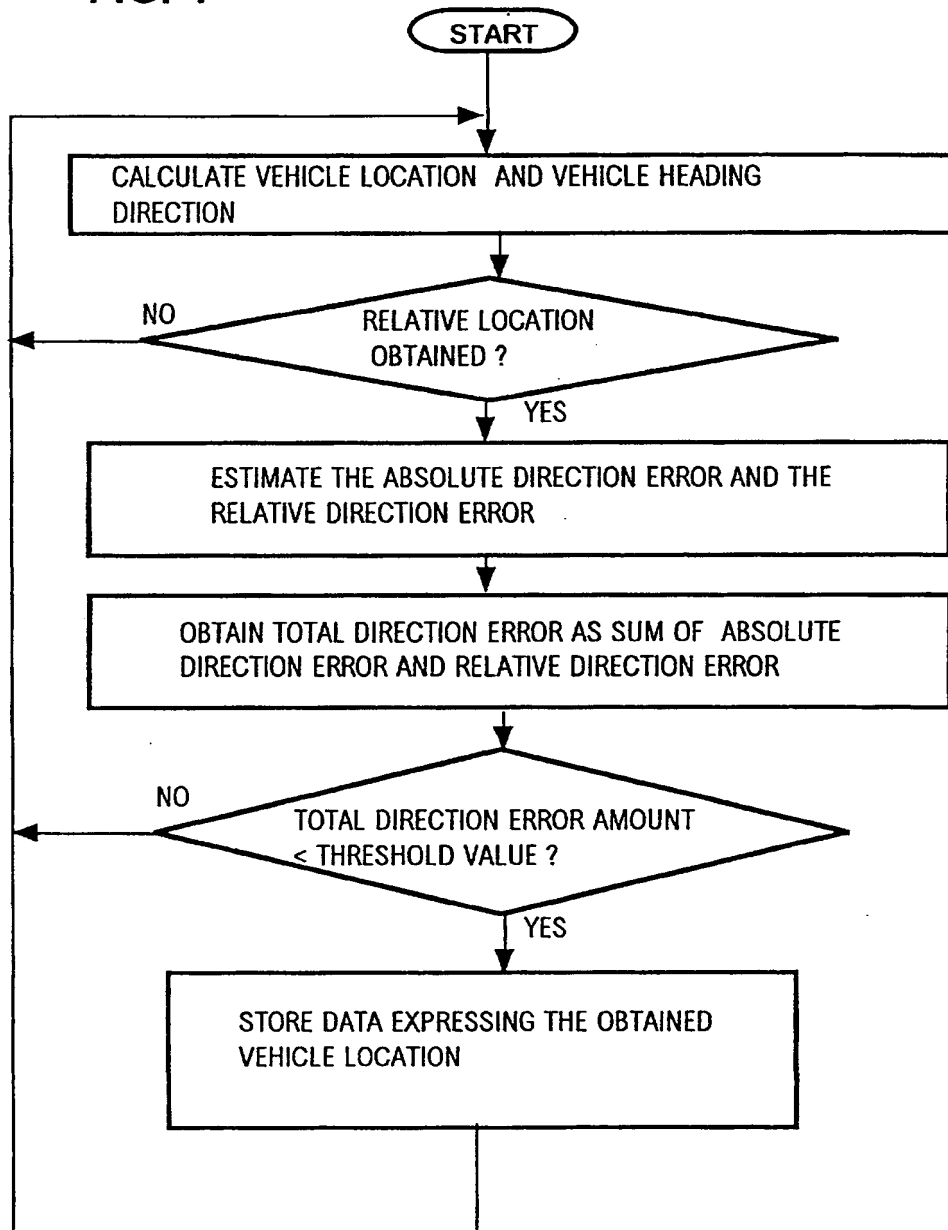 START
CALCULATE VEHICLE LOCATION AND VEHICLE HEADING
DIRECTION
NO
RELATIVE LOCATION
OBTAINED ?
YES
ESTIMATE THE ABSOLUTE DIRECTION ERROR AND THE
RELATIVE DIRECTION ERROR
OBTAIN TOTAL DIRECTION ERROR AS SUM OF ABSOLUTE
DIRECTION ERROR AND RELATIVE DIRECTION ERROR
NO
TOTAL DIRECTION ERROR AMOUNT
< THRESHOLD VALUE ?
YES
STORE DATA EXPRESSING THE OBTAINED
VEHICLE LOCATION